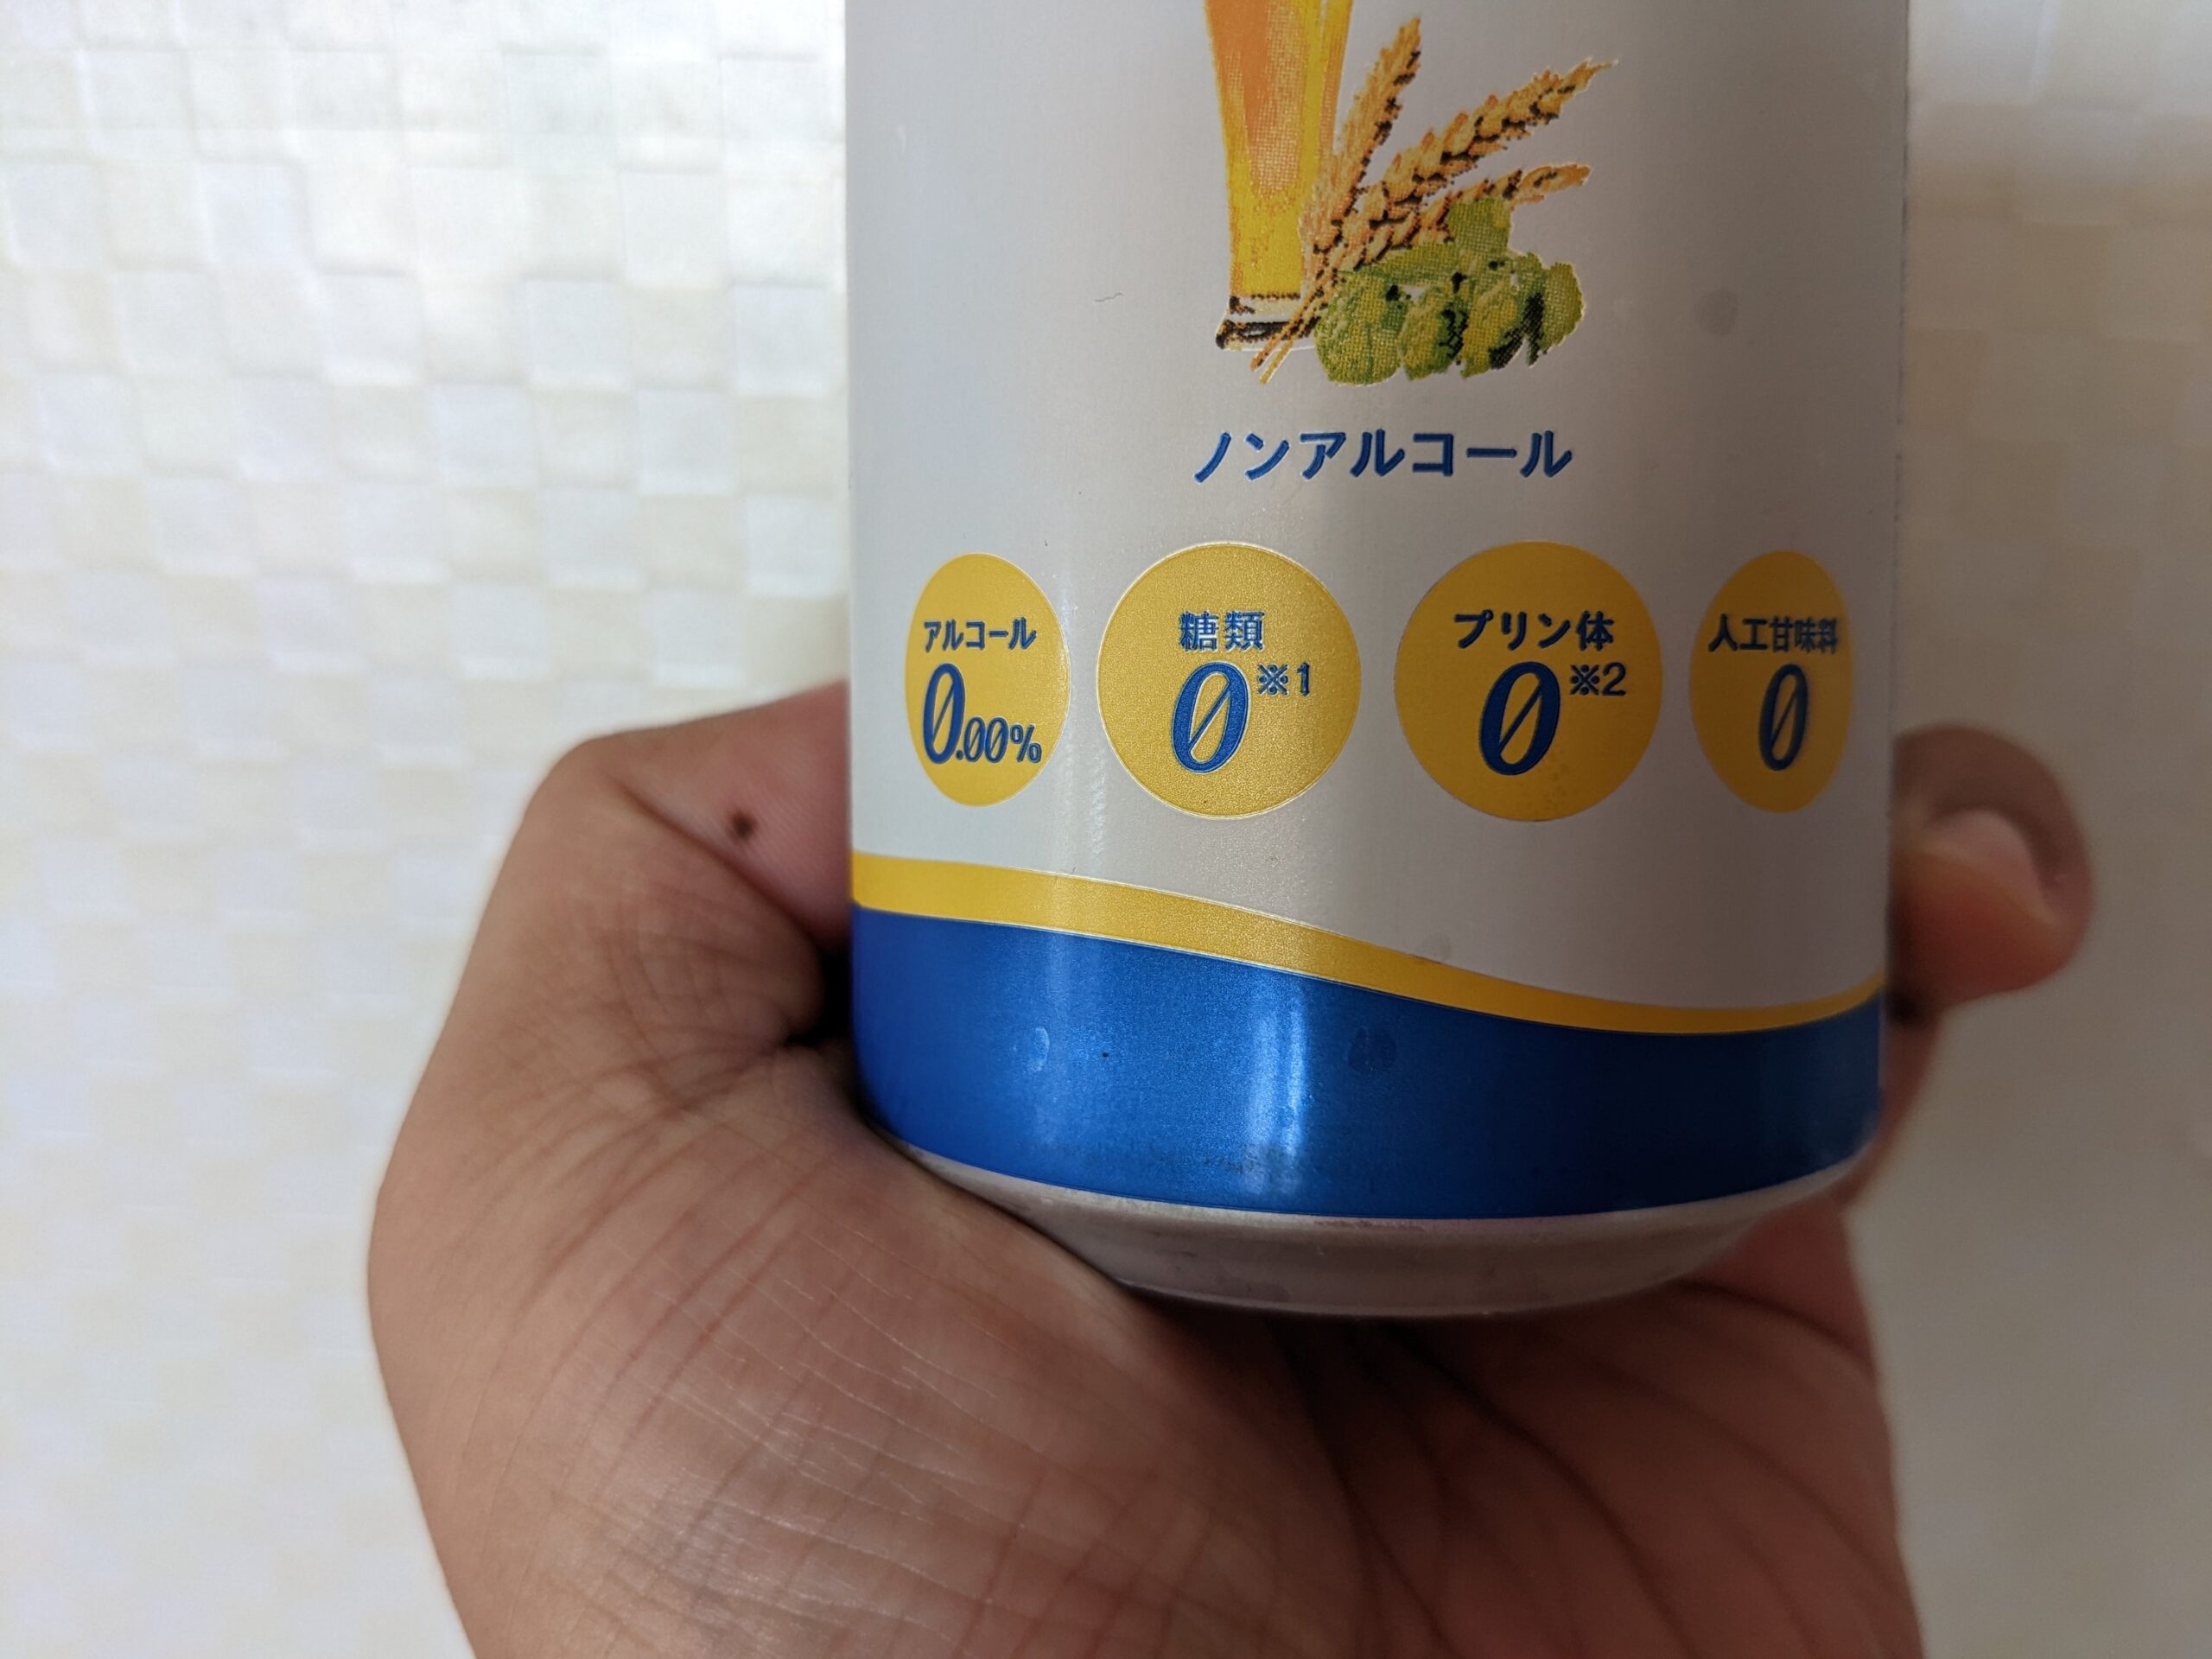 ノンアルコール
アルコール
0.00%
糖類
0※1
プリン体
0※2
人工甘味料
0